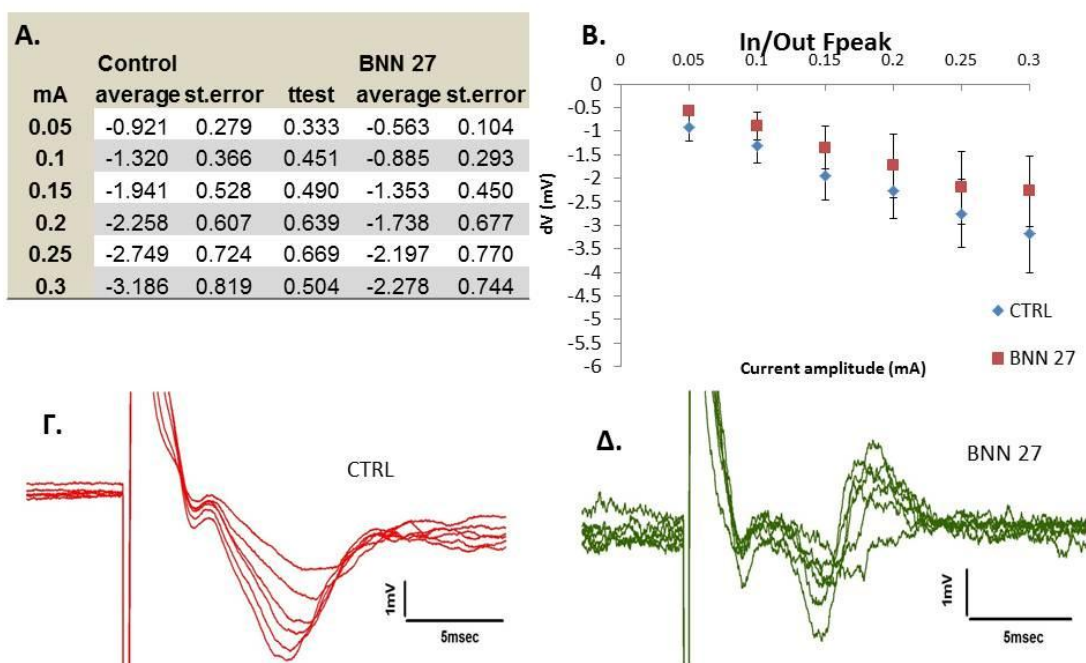 A.
Control BNN 27
mA average st.error ttest average st.error
0.05 -0.921 0.279 0.333 -0.563 0.104
0.1 -1.320 0.366 0.451 -0.885 0.293
0.15 -1.941 0.528 0.490 -1.353 0.450
0.2 -2.258 0.607 0.639 -1.738 0.677
0.25 -2.749 0.724 0.669 -2.197 0.770
0.3 -3.186 0.819 0.504 -2.278 0.744
B.
In/Out Fpeak
0 0.05 0.1 0.15 0.2 0.25 0.3
0
-0.5
-1
-1.5
-2
-2.5
-3
-3.5
-4
-4.5
-5
-5.5
-6
dV (mV)
CTRL
BNN 27
Current amplitude (mA)
Γ.
CTRL
1mV
5msec
Δ.
BNN 27
1mV
5msec